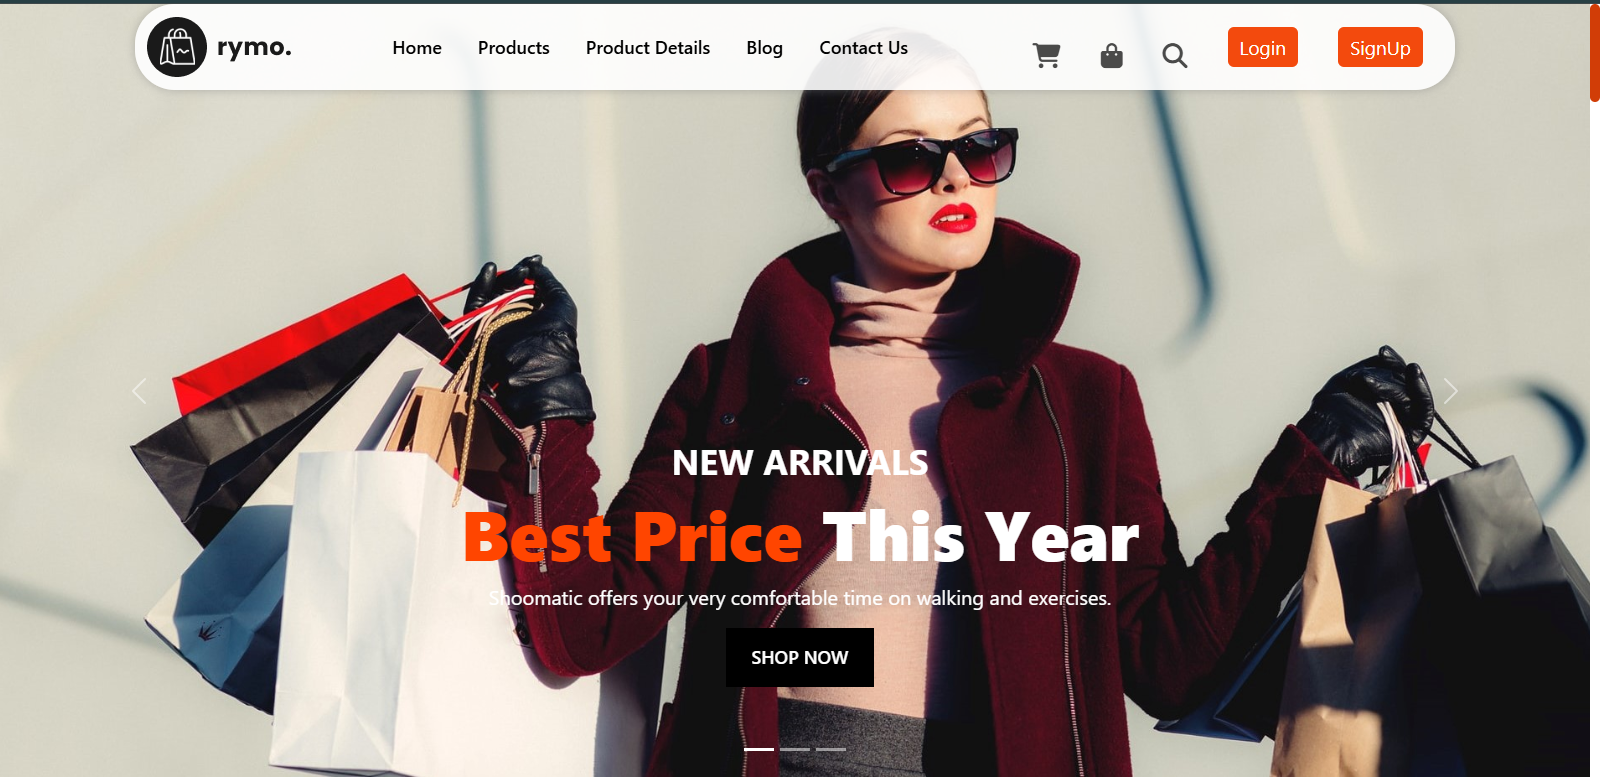 rymo.
Home Products Product Details Blog Contact Us
Login SignUp
NEW ARRIVALS
Best Price This Year
Shoomatic offers your very comfortable time on walking and exercises.
SHOP NOW